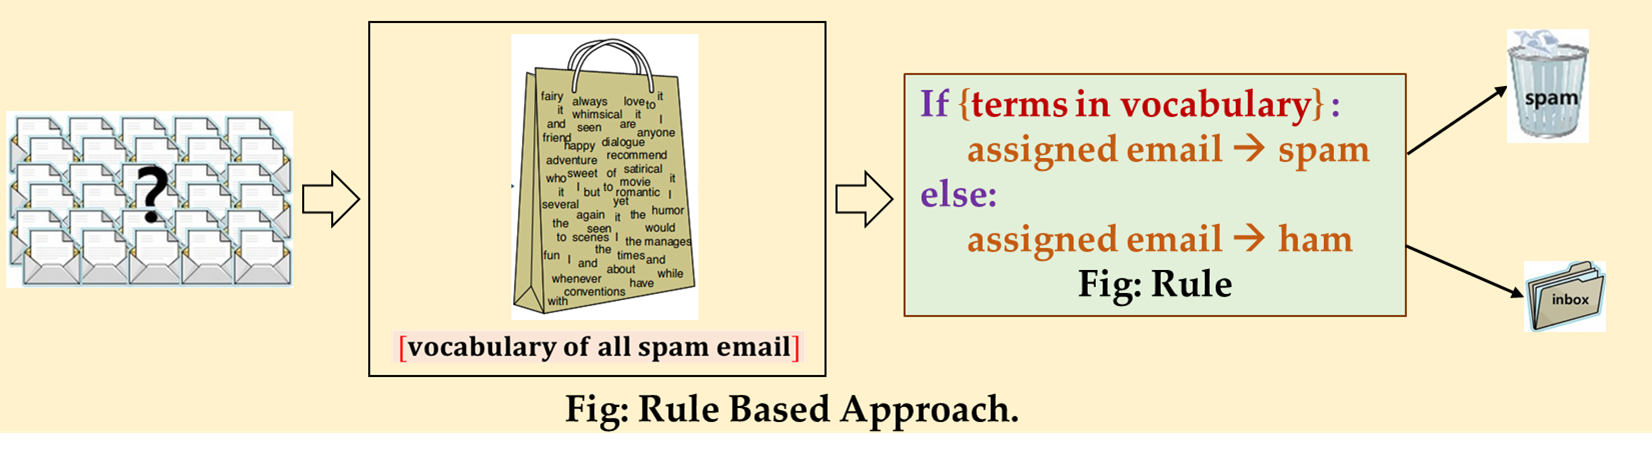 ?
fairy always love to it
it whimsical it I
and seen are anyone
friend happy dialogue
adventure recommend
who sweet of satirical
it I but to movie it
romantic I
several yet
again it the humor
the seen would
to scenes I the manages
fun I and the times and
whenever about while
have
conventions
with
[vocabulary of all spam email]
If {terms in vocabulary} :
assigned email → spam
else:
assigned email → ham
Fig: Rule
spam
inbox
Fig: Rule Based Approach.